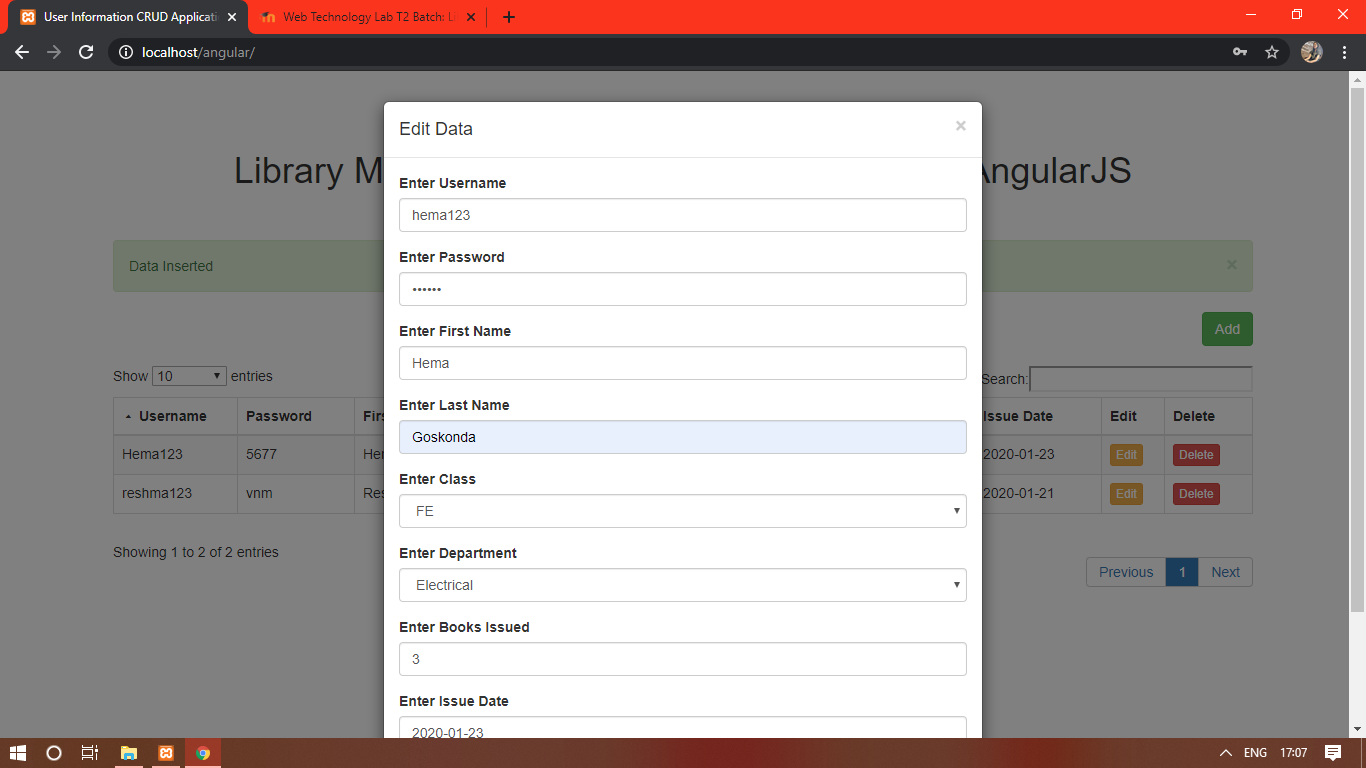 User Information CRUD Applicati
Web Technology Lab T2 Batch: Li
localhost/angular/
Edit Data
×
Library M
AngularJS
Enter Username
hema123
Data Inserted
×
Enter Password
••••••
Enter First Name
Add
Hema
Show 10 entries
Search:
Enter Last Name
Username Password Firs Issue Date Edit Delete
Goskonda
Hema123 5677 Hem 2020-01-23 Edit Delete
Enter Class
reshma123 vnm Res 2020-01-21 Edit Delete
FE
Enter Department
Showing 1 to 2 of 2 entries
Previous 1 Next
Electrical
Enter Books Issued
3
Enter Issue Date
2020-01-23
ENG 17:07